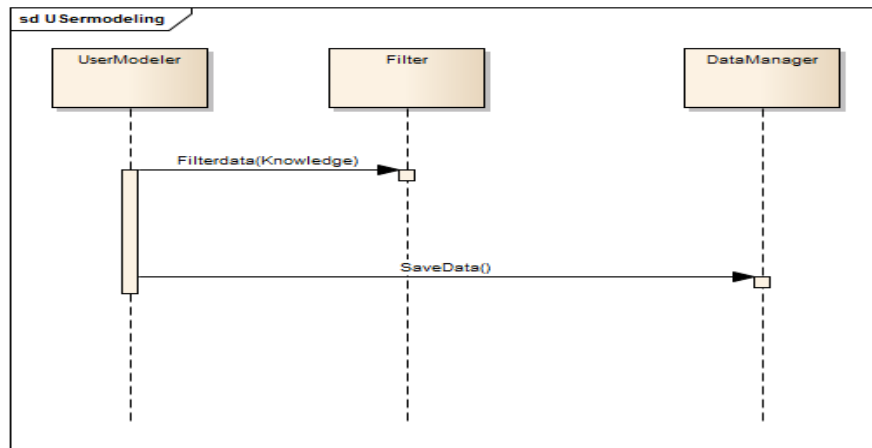 sd USermodeling
UserModeler
Filter
DataManager
Filterdata(Knowledge)
SaveData()